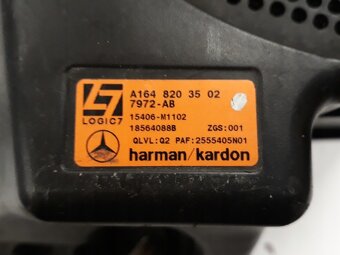 A164 820 35 02
7972-AB
LOGIC7
15406-M1102
18564088B ZGS:001
QLVL:Q2 PAF:2555405N01
harman/kardon